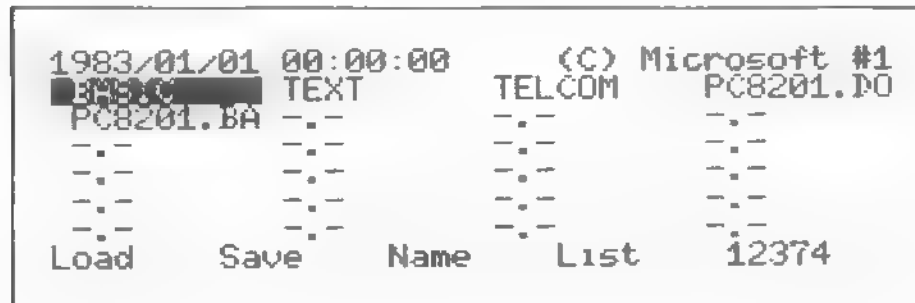 1983/01/01 00:00:00 (C) Microsoft #1
BASIC TEXT TELCOM PC8201.DO
PC8201.BA -.- -.- -.-
-.- -.- -.- -.-
-.- -.- -.- -.-
-.- -.- -.- -.-
-.- -.- -.- -.-
Load Save Name List 12374